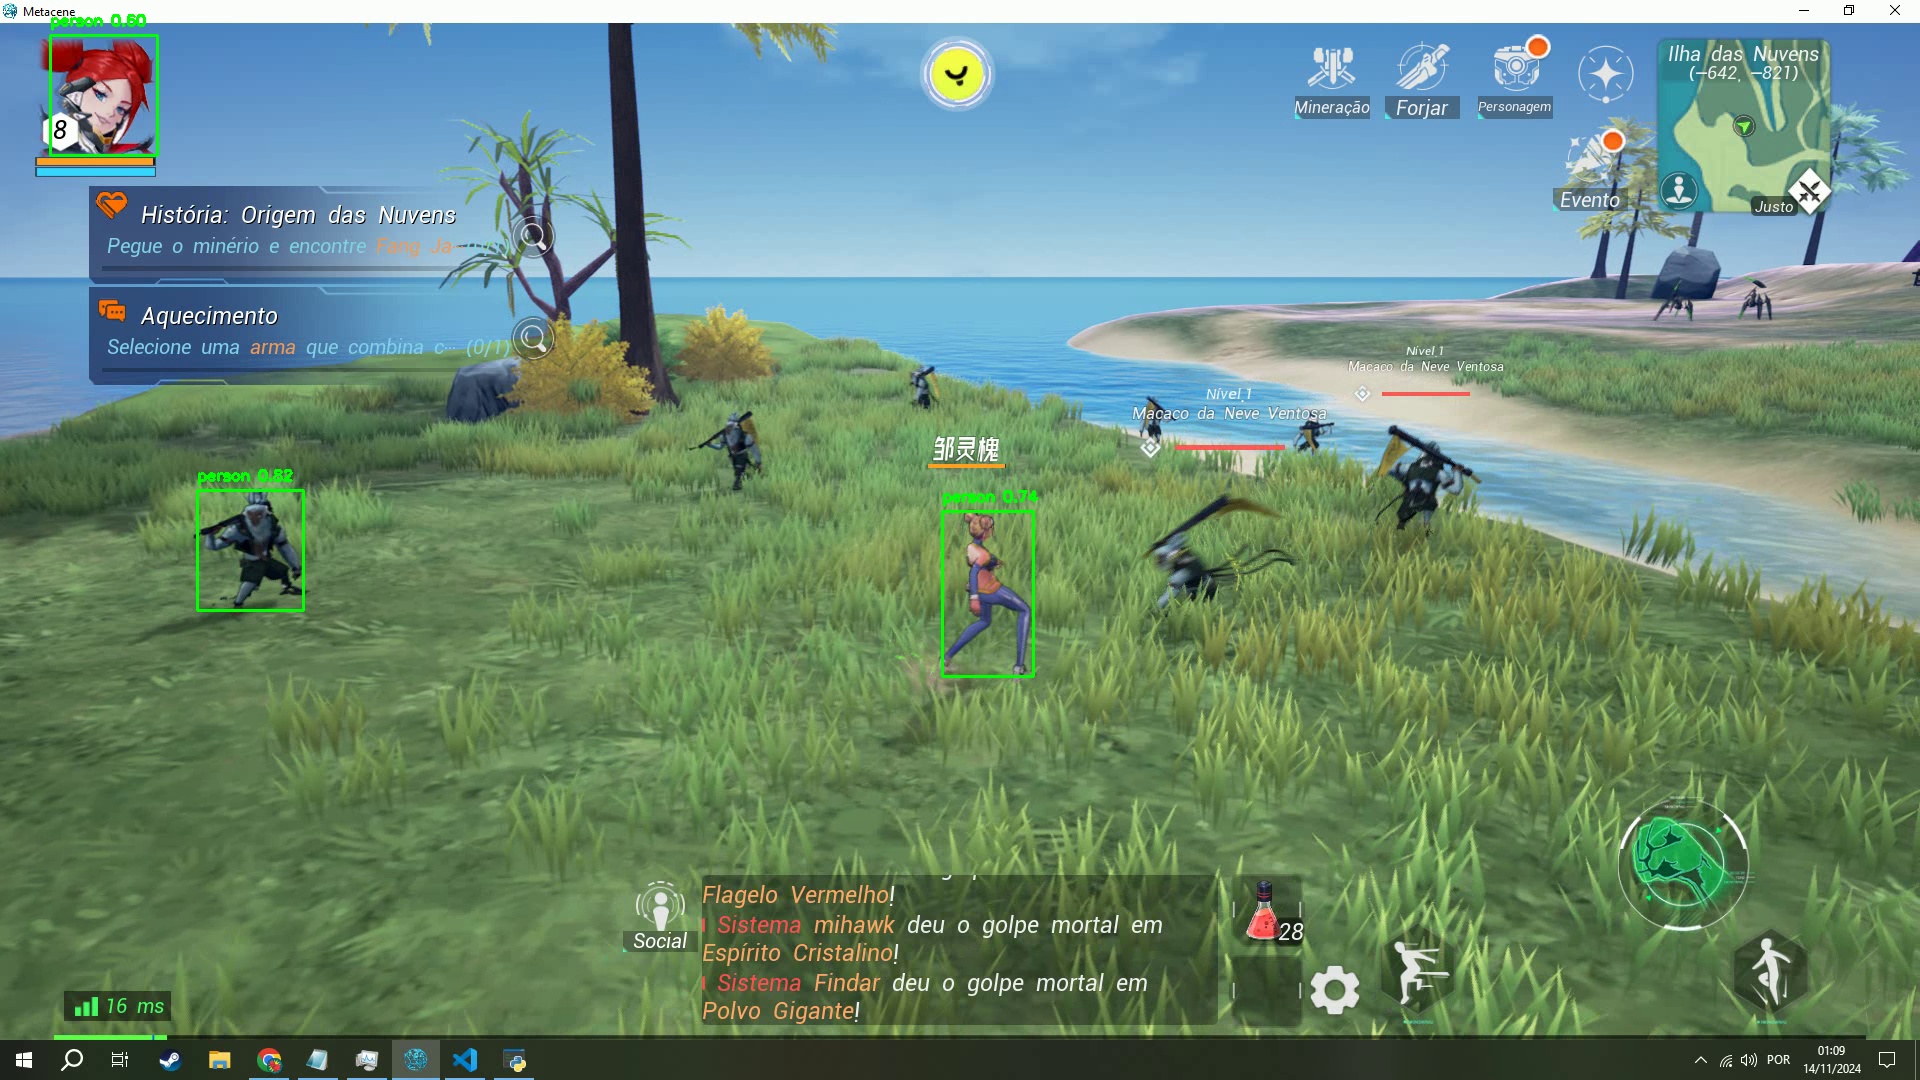 Metacene
person 0.60
8
Ilha das Nuvens
(-642, -821)
Mineração
Forjar
Personagem
Evento
Justo
História: Origem das Nuvens
Pegue o minério e encontre Fang Ja
Aquecimento
Selecione uma arma que combina c··· (0/1)
Nível 1
Macaco da Neve Ventosa
Nível 1
Macaco da Neve Ventosa
邹灵槐
person 0.82
person 0.74
Flagelo Vermelho!
Sistema mihawk deu o golpe mortal em
Espírito Cristalino!
Sistema Findar deu o golpe mortal em
Polvo Gigante!
Social
28
16 ms
POR
01:09
14/11/2024